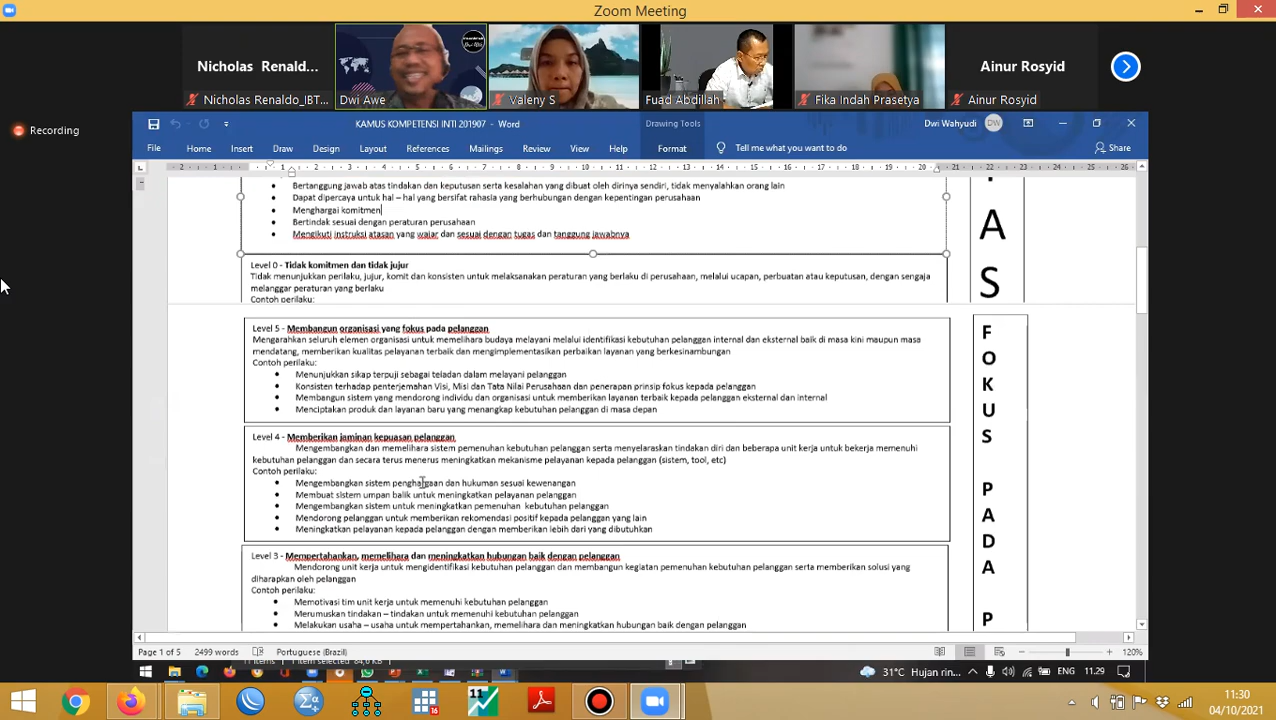 Zoom Meeting
Nicholas Renald...
Ainur Rosyid
Nicholas Renaldo_IBT...
Dwi Awe
Valeny S
Fuad Abdillah
Fika Indah Prasetya
Ainur Rosyid
Recording
KAMUS KOMPETENSI INTI 201907 - Word
Drawing Tools
Dwi Wahyudi
DW
File
Home
Insert
Draw
Design
Layout
References
Mailings
Review
View
Help
Format
Tell me what you want to do
Share
Bertanggung jawab atas tindakan dan keputusan serta kesalahan yang dibuat oleh dirinya sendiri, tidak menyalahkan orang lain
Dapat dipercaya untuk hal – hal yang bersifat rahasia yang berhubungan dengan kepentingan perusahaan
Menghargai komitmen
Bertindak sesuai dengan peraturan perusahaan
Mengikuti instruksi atasan yang wajar dan sesuai dengan tugas dan tanggung jawabnya
A
S
Level 0 - Tidak komitmen dan tidak jujur
Tidak menunjukkan perilaku, jujur, komit dan konsisten untuk melaksanakan peraturan yang berlaku di perusahaan, melalui ucapan, perbuatan atau keputusan, dengan sengaja
melanggar peraturan yang berlaku
Contoh perilaku:
Level 5 - Membangun organisasi yang fokus pada pelanggan
Mengarahkan seluruh elemen organisasi untuk memelihara budaya melayani melalui identifikasi kebutuhan pelanggan internal dan eksternal baik di masa kini maupun masa
mendatang, memberikan kualitas pelayanan terbaik dan mengimplementasikan perbaikan layanan yang berkesinambungan
Contoh perilaku:
Menunjukkan sikap terpuji sebagai teladan dalam melayani pelanggan
Konsisten terhadap penterjemahan Visi, Misi dan Tata Nilai Perusahaan dan penerapan prinsip fokus kepada pelanggan
Membangun sistem yang mendorong individu dan organisasi untuk memberikan layanan terbaik kepada pelanggan eksternal dan internal
Menciptakan produk dan layanan baru yang menangkap kebutuhan pelanggan di masa depan
Level 4 - Memberikan jaminan kepuasan pelanggan
Mengembangkan dan memelihara sistem pemenuhan kebutuhan pelanggan serta menyelaraskan tindakan diri dan beberapa unit kerja untuk bekerja memenuhi
kebutuhan pelanggan dan secara terus menerus meningkatkan mekanisme pelayanan kepada pelanggan (sistem, tool, etc)
Contoh perilaku:
Mengembangkan sistem penghargaan dan hukuman sesuai kewenangan
Membuat sistem umpan balik untuk meningkatkan pelayanan pelanggan
Mengembangkan sistem untuk meningkatkan pemenuhan kebutuhan pelanggan
Mendorong pelanggan untuk memberikan rekomendasi positif kepada pelanggan yang lain
Meningkatkan pelayanan kepada pelanggan dengan memberikan lebih dari yang dibutuhkan
Level 3 - Mempertahankan, memelihara dan meningkatkan hubungan baik dengan pelanggan
Mendorong unit kerja untuk mengidentifikasi kebutuhan pelanggan dan membangun kegiatan pemenuhan kebutuhan pelanggan serta memberikan solusi yang
diharapkan oleh pelanggan
Contoh perilaku:
Memotivasi tim unit kerja untuk memenuhi kebutuhan pelanggan
Merumuskan tindakan – tindakan untuk memenuhi kebutuhan pelanggan
Melakukan usaha – usaha untuk mempertahankan, memelihara dan meningkatkan hubungan baik dengan pelanggan
F
O
K
U
S
P
A
D
A
P
Page 1 of 5
2499 words
Portuguese (Brazil)
120%
31°C Hujan rin...
11.29
11:30
04/10/2021